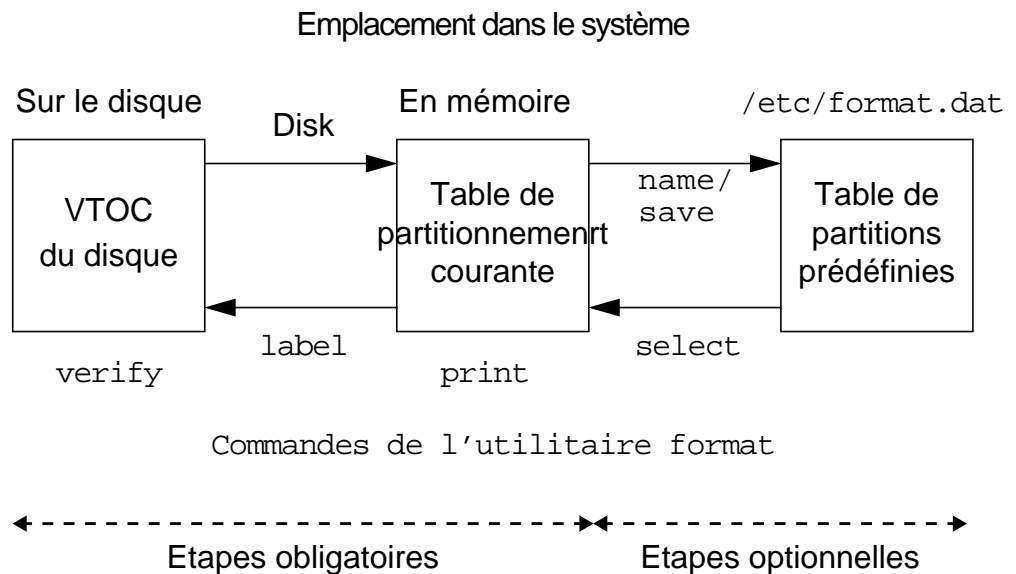 Emplacement dans le système
Sur le disque
En mémoire
/etc/format.dat
Disk
VTOC
du disque
Table de
partitionnemenrt
courante
name/
save
Table de
partitions
prédéfinies
label
select
verify
print
Commandes de l'utilitaire format
Etapes obligatoires
Etapes optionnelles